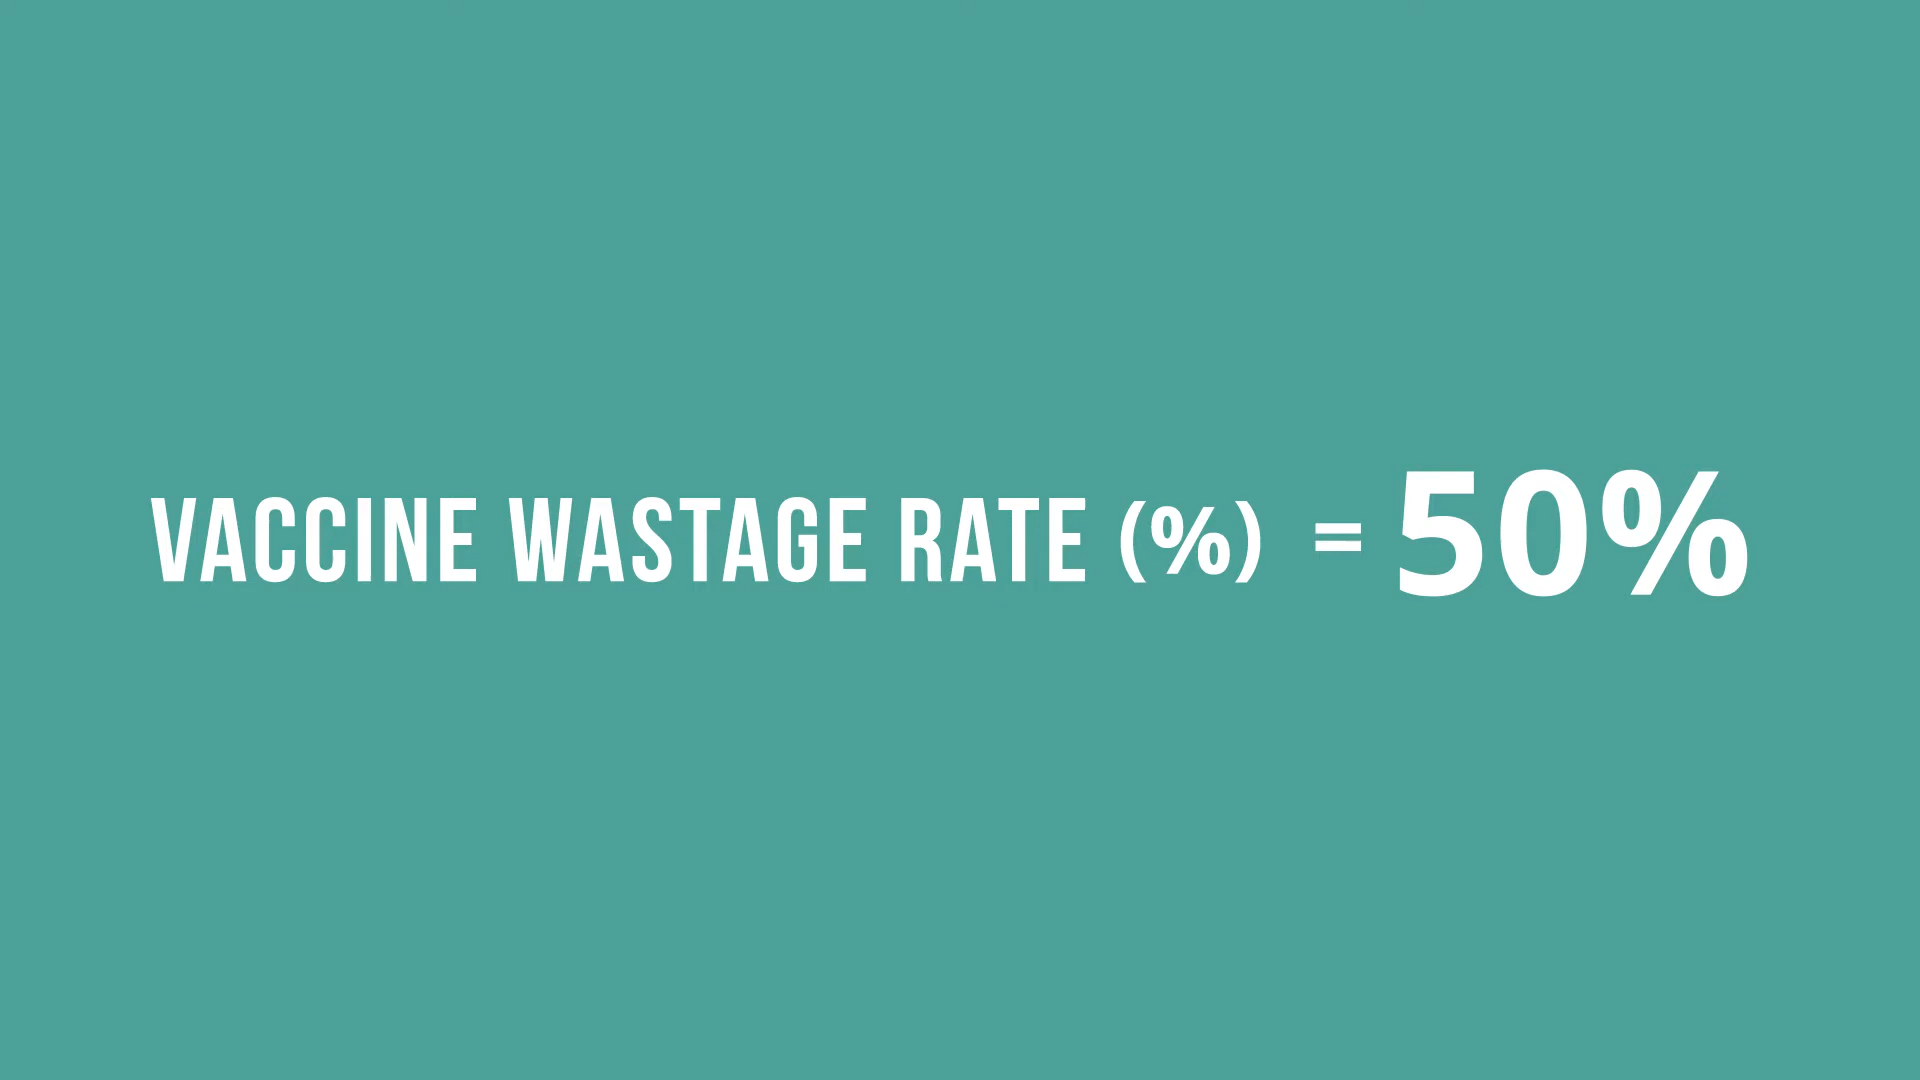 VACCINE WASTAGE RATE (%) = 50%